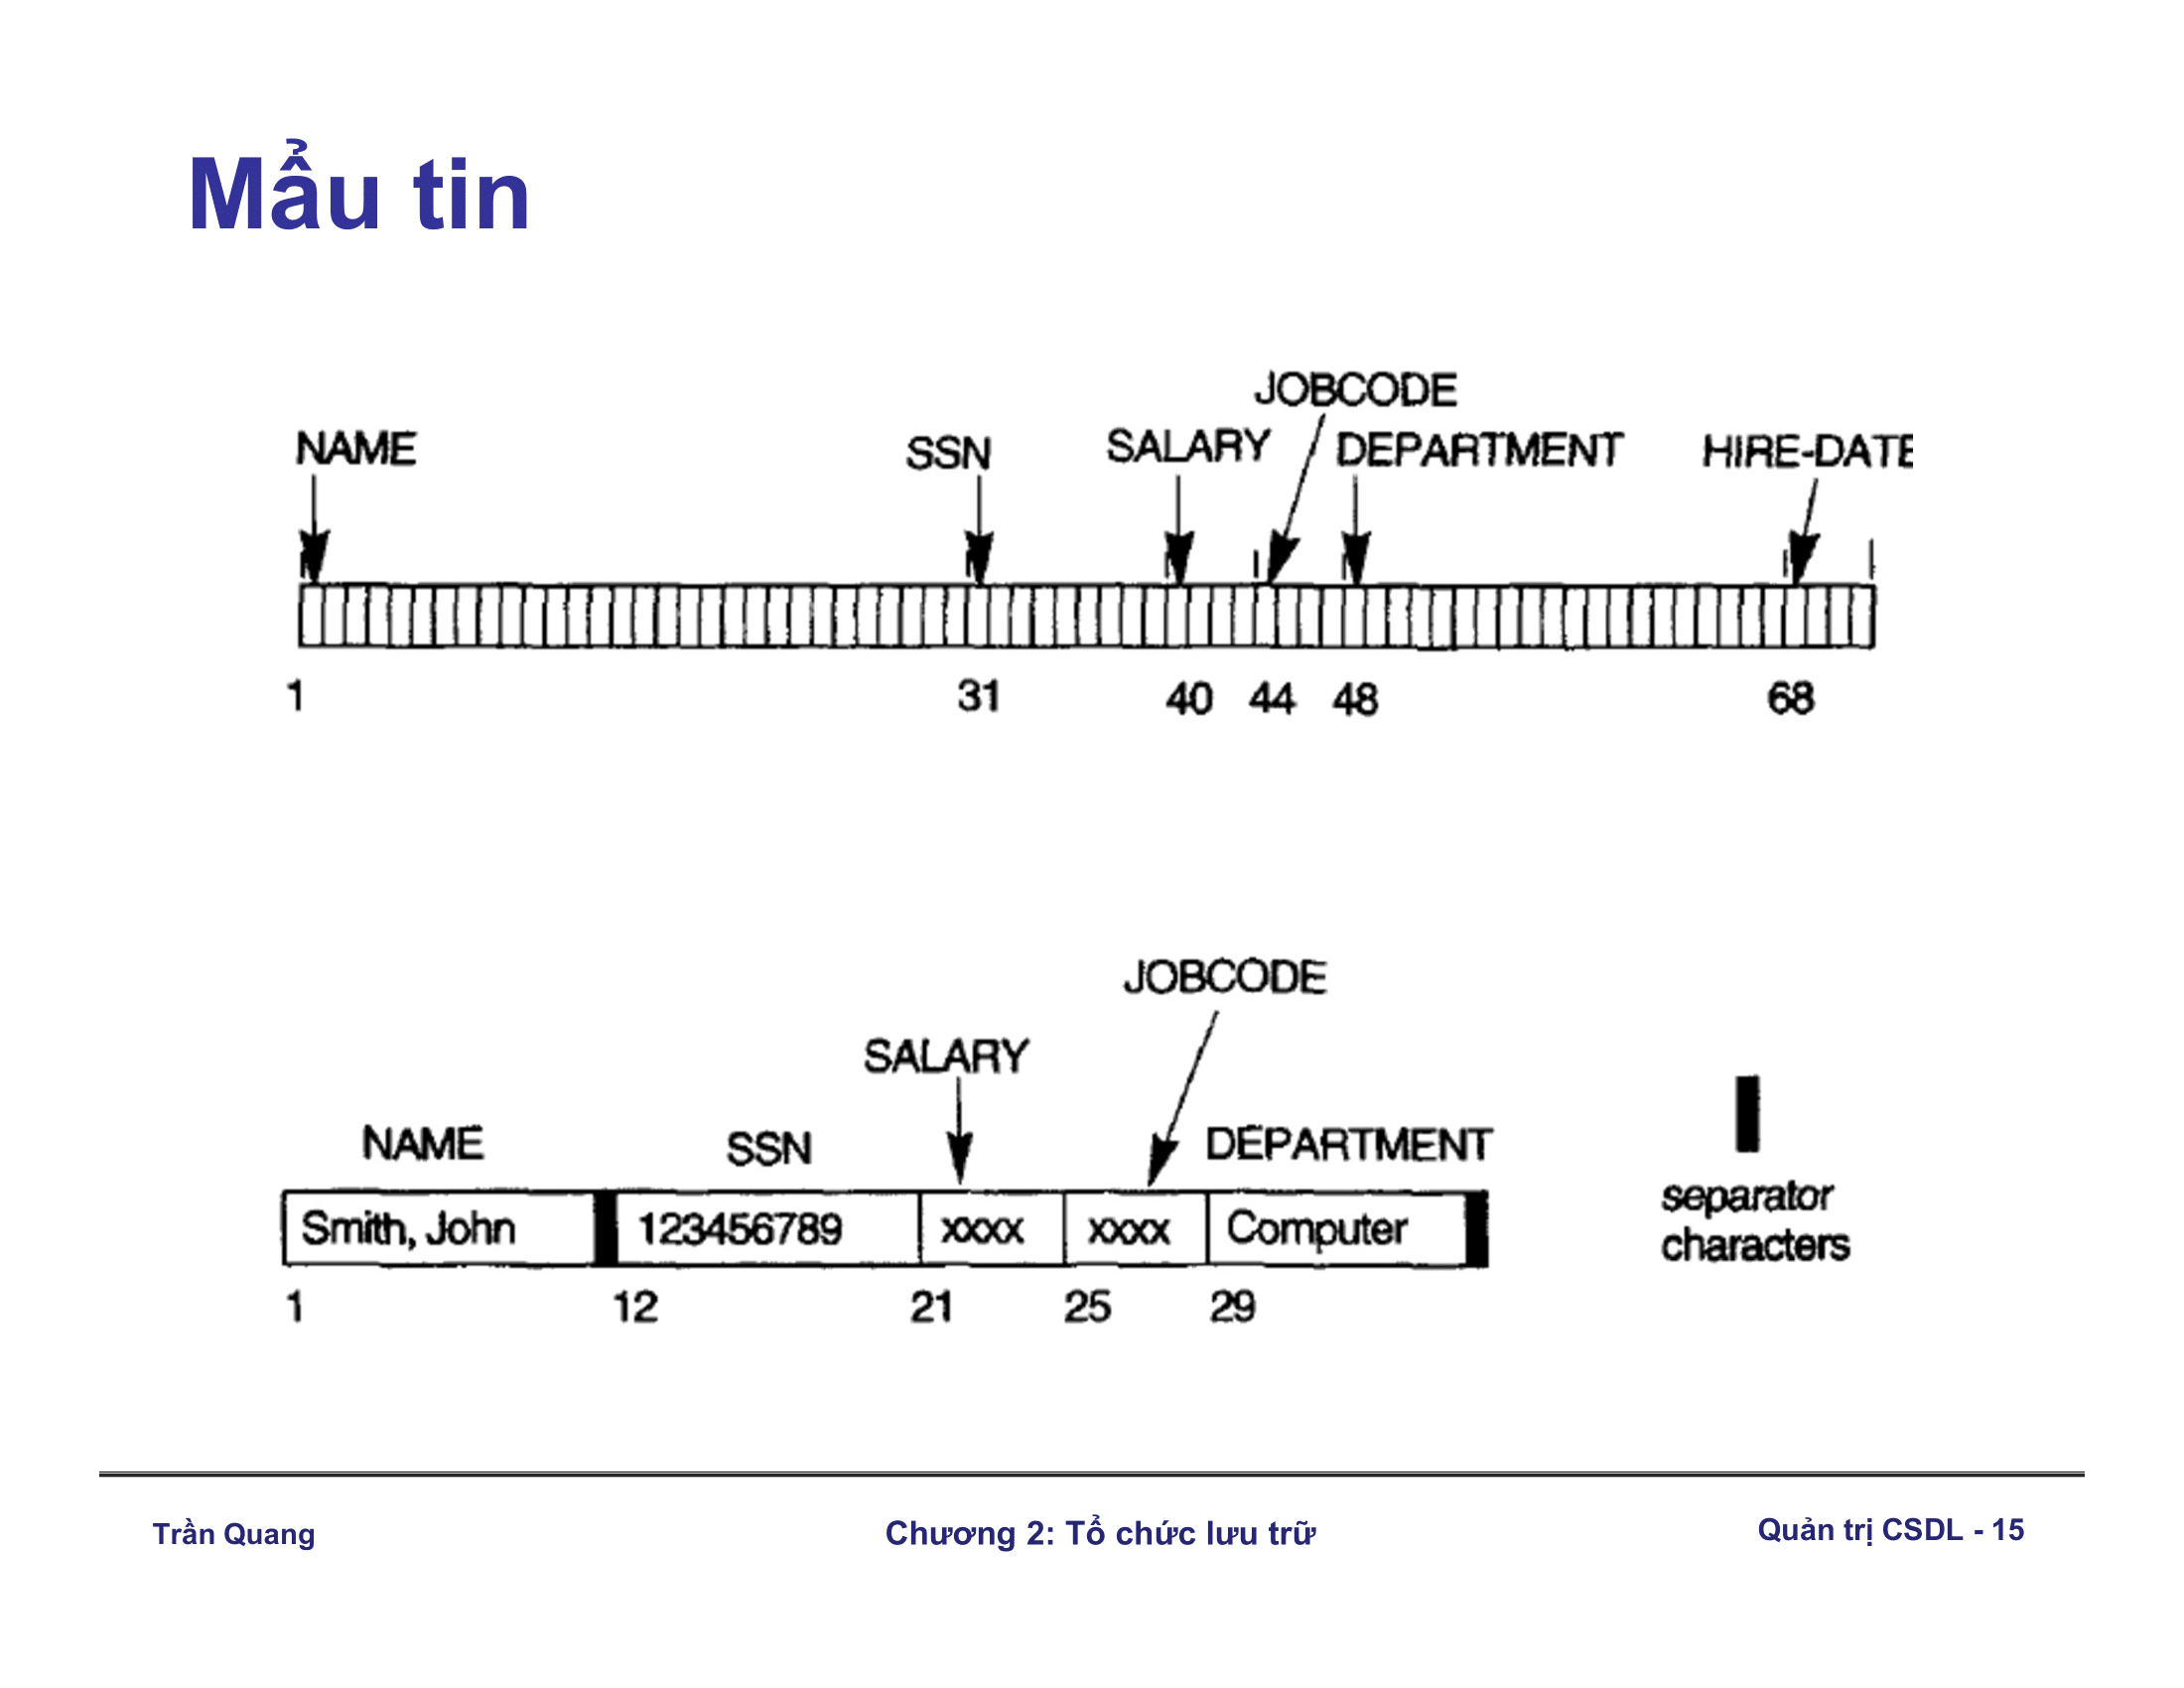 Mẩu tin
JOBCODE
NAME SSN SALARY DEPARTMENT HIRE-DATE
1 31 40 44 48 68
JOBCODE
SALARY
NAME SSN DEPARTMENT
Smith, John 123456789 xxxx xxxx Computer
1 12 21 25 29
separator
characters
Trần Quang Chương 2: Tổ chức lưu trữ Quản trị CSDL - 15